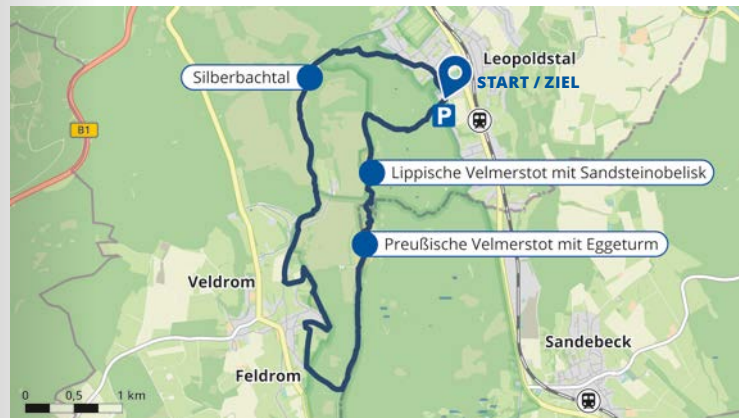 Leopoldstal
START / ZIEL
Silberbachtal
P
B1
Lippische Velmerstot mit Sandsteinobelisk
Preußische Velmerstot mit Eggeturm
Veldrom
Sandebeck
Feldrom
0 0,5 1 km